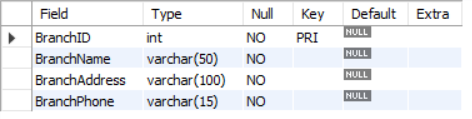 Field Type Null Key Default Extra
BranchID int NO PRI NULL
BranchName varchar(50) NO NULL
BranchAddress varchar(100) NO NULL
BranchPhone varchar(15) NO NULL